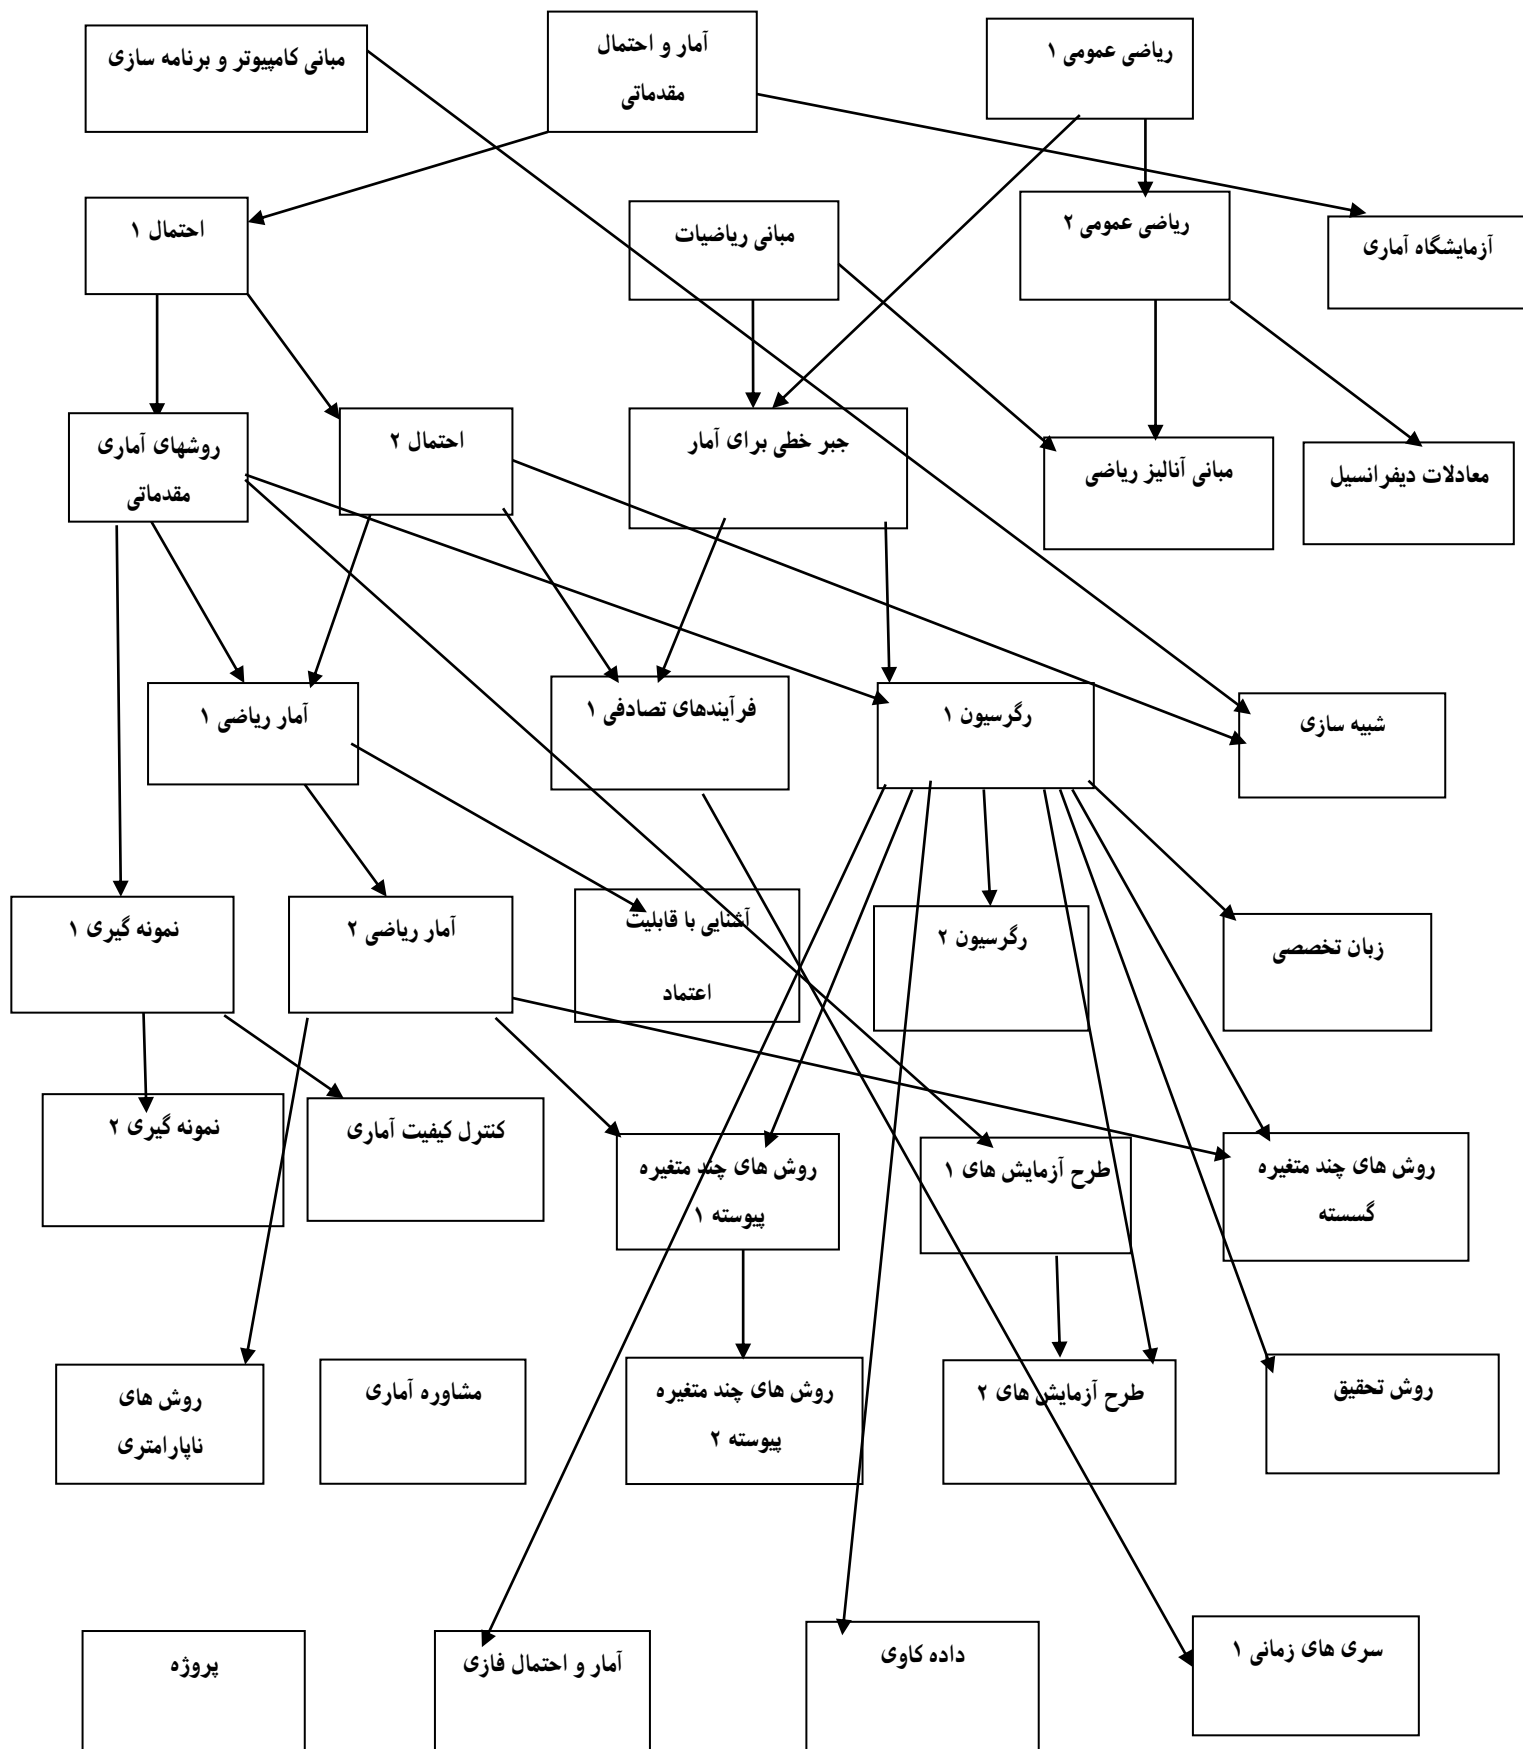 ریاضی عمومی ۱
آمار و احتمال
مقدماتی
مبانی کامپیوتر و برنامه سازی
آزمایشگاه آماری
ریاضی عمومی ۲
مبانی ریاضیات
احتمال ۱
معادلات دیفرانسیل
مبانی آنالیز ریاضی
جبر خطی برای آمار
احتمال ۲
روشهای آماری
مقدماتی
شبیه سازی
رگرسیون ۱
فرآیندهای تصادفی ۱
آمار ریاضی ۱
زبان تخصصی
رگرسیون ۲
آشنایی با قابلیت
اعتماد
آمار ریاضی ۲
نمونه گیری ۱
روش های چند متغیره
گسسته
طرح آزمایش های ۱
روش های چند متغیره
پیوسته ۱
کنترل کیفیت آماری
نمونه گیری ۲
روش تحقیق
طرح آزمایش های ۲
روش های چند متغیره
پیوسته ۲
مشاوره آماری
روش های
ناپارامتری
سری های زمانی ۱
داده کاوی
آمار و احتمال فازی
پروژه